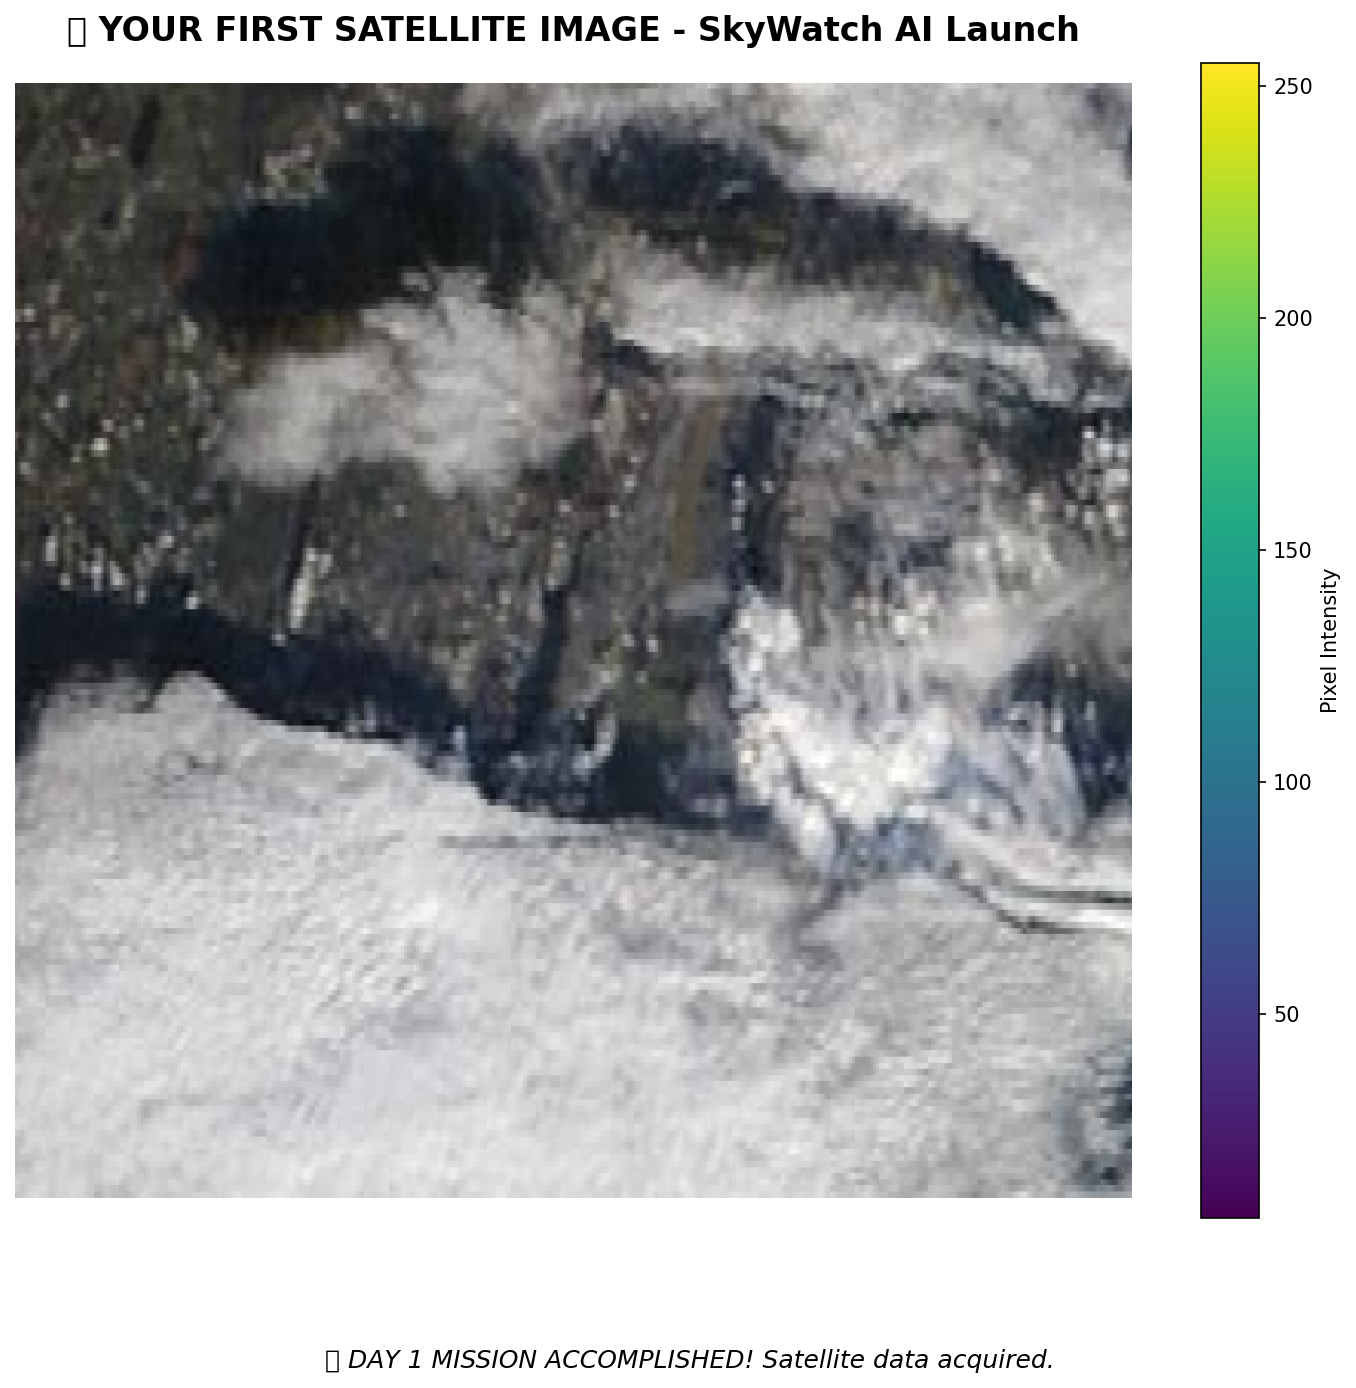 YOUR FIRST SATELLITE IMAGE - SkyWatch AI Launch
250
200
150
100
50
Pixel Intensity
DAY 1 MISSION ACCOMPLISHED! Satellite data acquired.